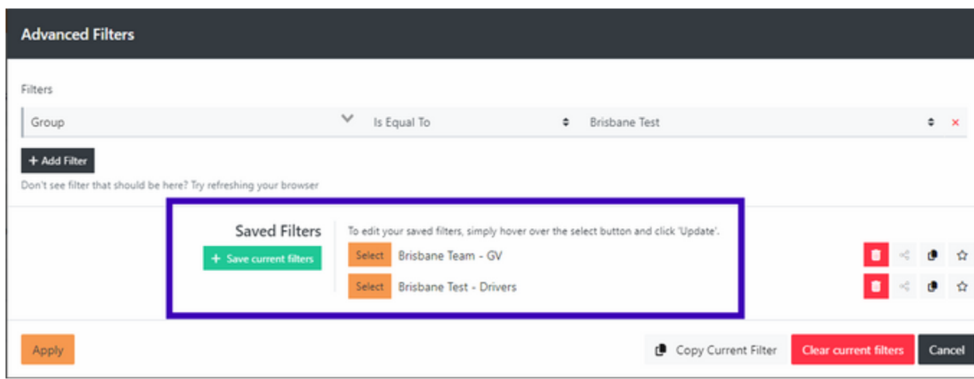 Advanced Filters
Filters
Group Is Equal To Brisbane Test
+ Add Filter
Don't see filter that should be here? Try refreshing your browser
Saved Filters
To edit your saved filters, simply hover over the select button and click 'Update'.
+ Save current filters
Select Brisbane Team - GV
Select Brisbane Test - Drivers
Apply Copy Current Filter Clear current filters Cancel